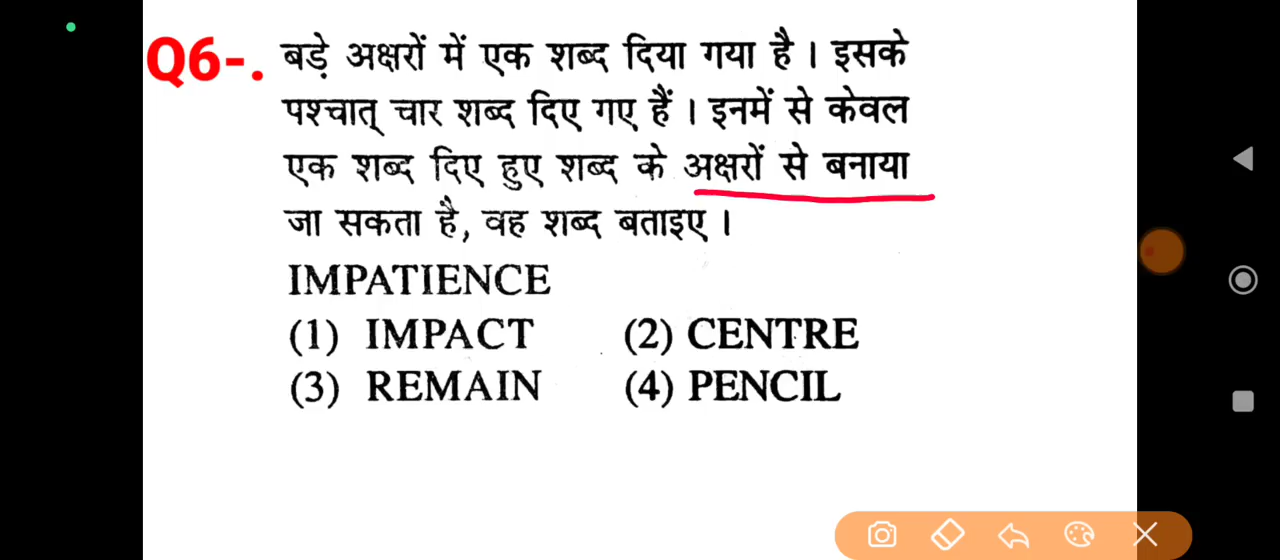 Q6-. बड़े अक्षरों में एक शब्द दिया गया है । इसके
पश्चात् चार शब्द दिए गए हैं । इनमें से केवल
एक शब्द दिए हुए शब्द के अक्षरों से बनाया
जा सकता है, वह शब्द बताइए ।
IMPATIENCE
(1) IMPACT (2) CENTRE
(3) REMAIN (4) PENCIL